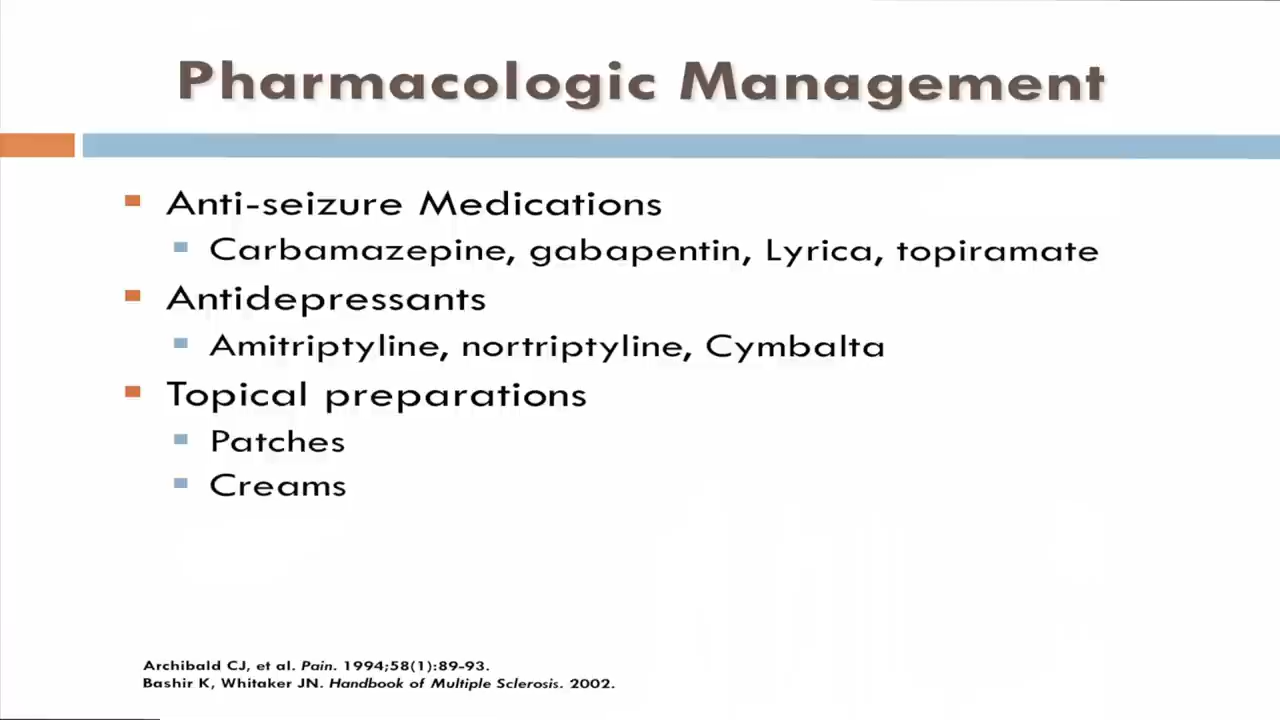 Pharmacologic Management
Anti-seizure Medications
Carbamazepine, gabapentin, Lyrica, topiramate
Antidepressants
Amitriptyline, nortriptyline, Cymbalta
Topical preparations
Patches
Creams
Archibald CJ, et al. Pain. 1994;58(1):89-93.
Bashir K, Whitaker JN. Handbook of Multiple Sclerosis. 2002.